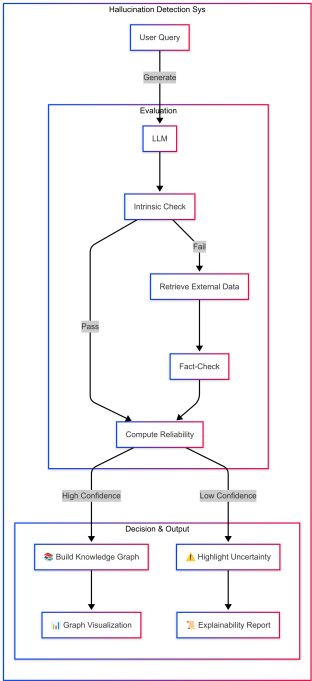 Hallucination Detection Sys
User Query
Generate
Evaluation
LLM
Intrinsic Check
Fail
Retrieve External Data
Pass
Fact-Check
Compute Reliability
High Confidence
Low Confidence
Decision & Output
📚 Build Knowledge Graph
⚠️ Highlight Uncertainty
📊 Graph Visualization
📜 Explainability Report